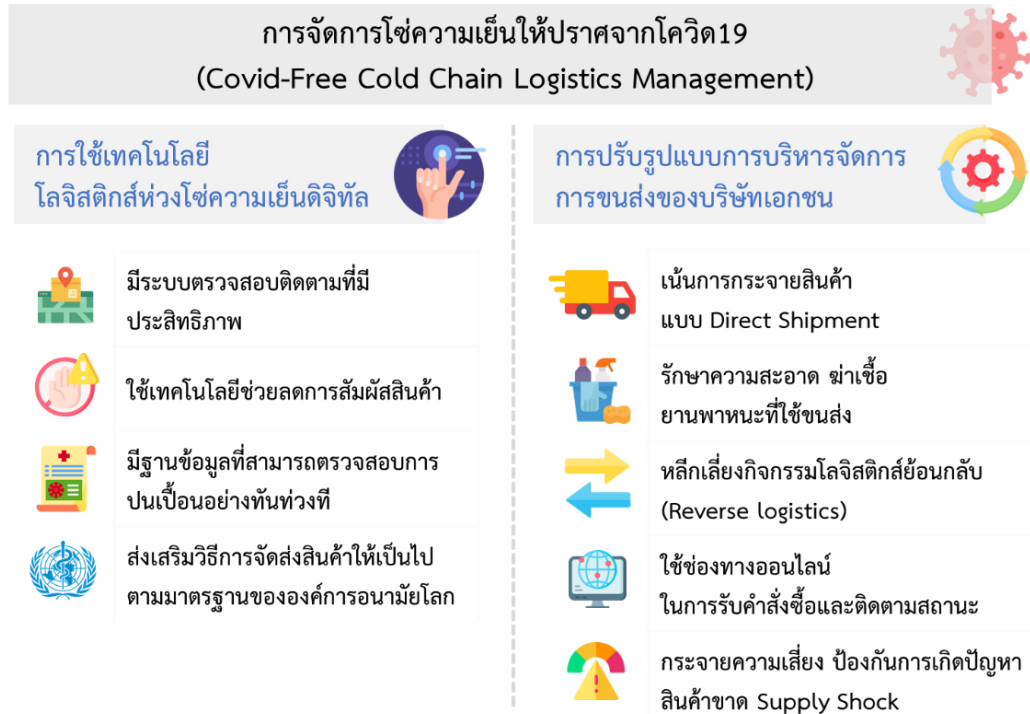 การจัดการโซ่ความเย็นให้ปราศจากโควิด19
(Covid-Free Cold Chain Logistics Management)
การใช้เทคโนโลยี
โลจิสติกส์ห่วงโซ่ความเย็นดิจิทัล
มีระบบตรวจสอบติดตามที่มี
ประสิทธิภาพ
ใช้เทคโนโลยีช่วยลดการสัมผัสสินค้า
มีฐานข้อมูลที่สามารถตรวจสอบการ
ปนเปื้อนอย่างทันท่วงที
ส่งเสริมวิธีการจัดส่งสินค้าให้เป็นไป
ตามมาตรฐานขององค์การอนามัยโลก
การปรับรูปแบบการบริหารจัดการ
การขนส่งของบริษัทเอกชน
เน้นการกระจายสินค้า
แบบ Direct Shipment
รักษาความสะอาด ฆ่าเชื้อ
ยานพาหนะที่ใช้ขนส่ง
หลีกเลี่ยงกิจกรรมโลจิสติกส์ย้อนกลับ
(Reverse logistics)
ใช้ช่องทางออนไลน์
ในการรับคำสั่งซื้อและติดตามสถานะ
กระจายความเสี่ยง ป้องกันการเกิดปัญหา
สินค้าขาด Supply Shock